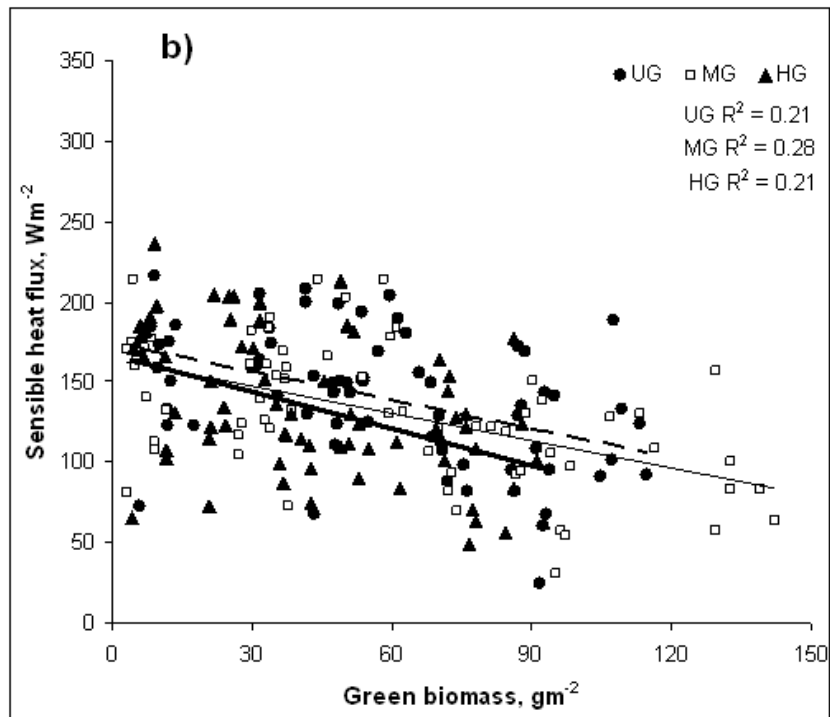 b)
350
300
250
200
150
100
50
0
Sensible heat flux, Wm⁻²
● UG □ MG ▲ HG
UG R² = 0.21
MG R² = 0.28
HG R² = 0.21
0 30 60 90 120 150
Green biomass, gm⁻²